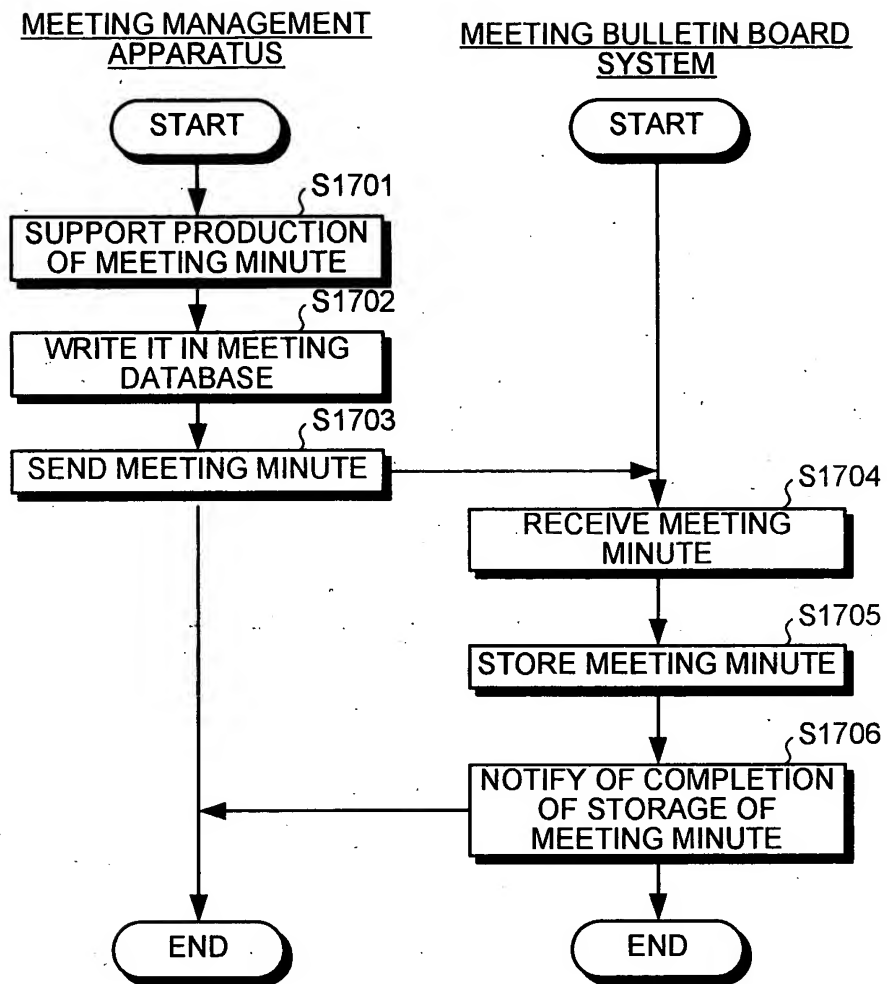 MEETING MANAGEMENT
APPARATUS
START
S1701
SUPPORT PRODUCTION
OF MEETING MINUTE
S1702
WRITE IT IN MEETING
DATABASE
S1703
SEND MEETING MINUTE
END
MEETING BULLETIN BOARD
SYSTEM
START
S1704
RECEIVE MEETING
MINUTE
S1705
STORE MEETING MINUTE
S1706
NOTIFY OF COMPLETION
OF STORAGE OF
MEETING MINUTE
END